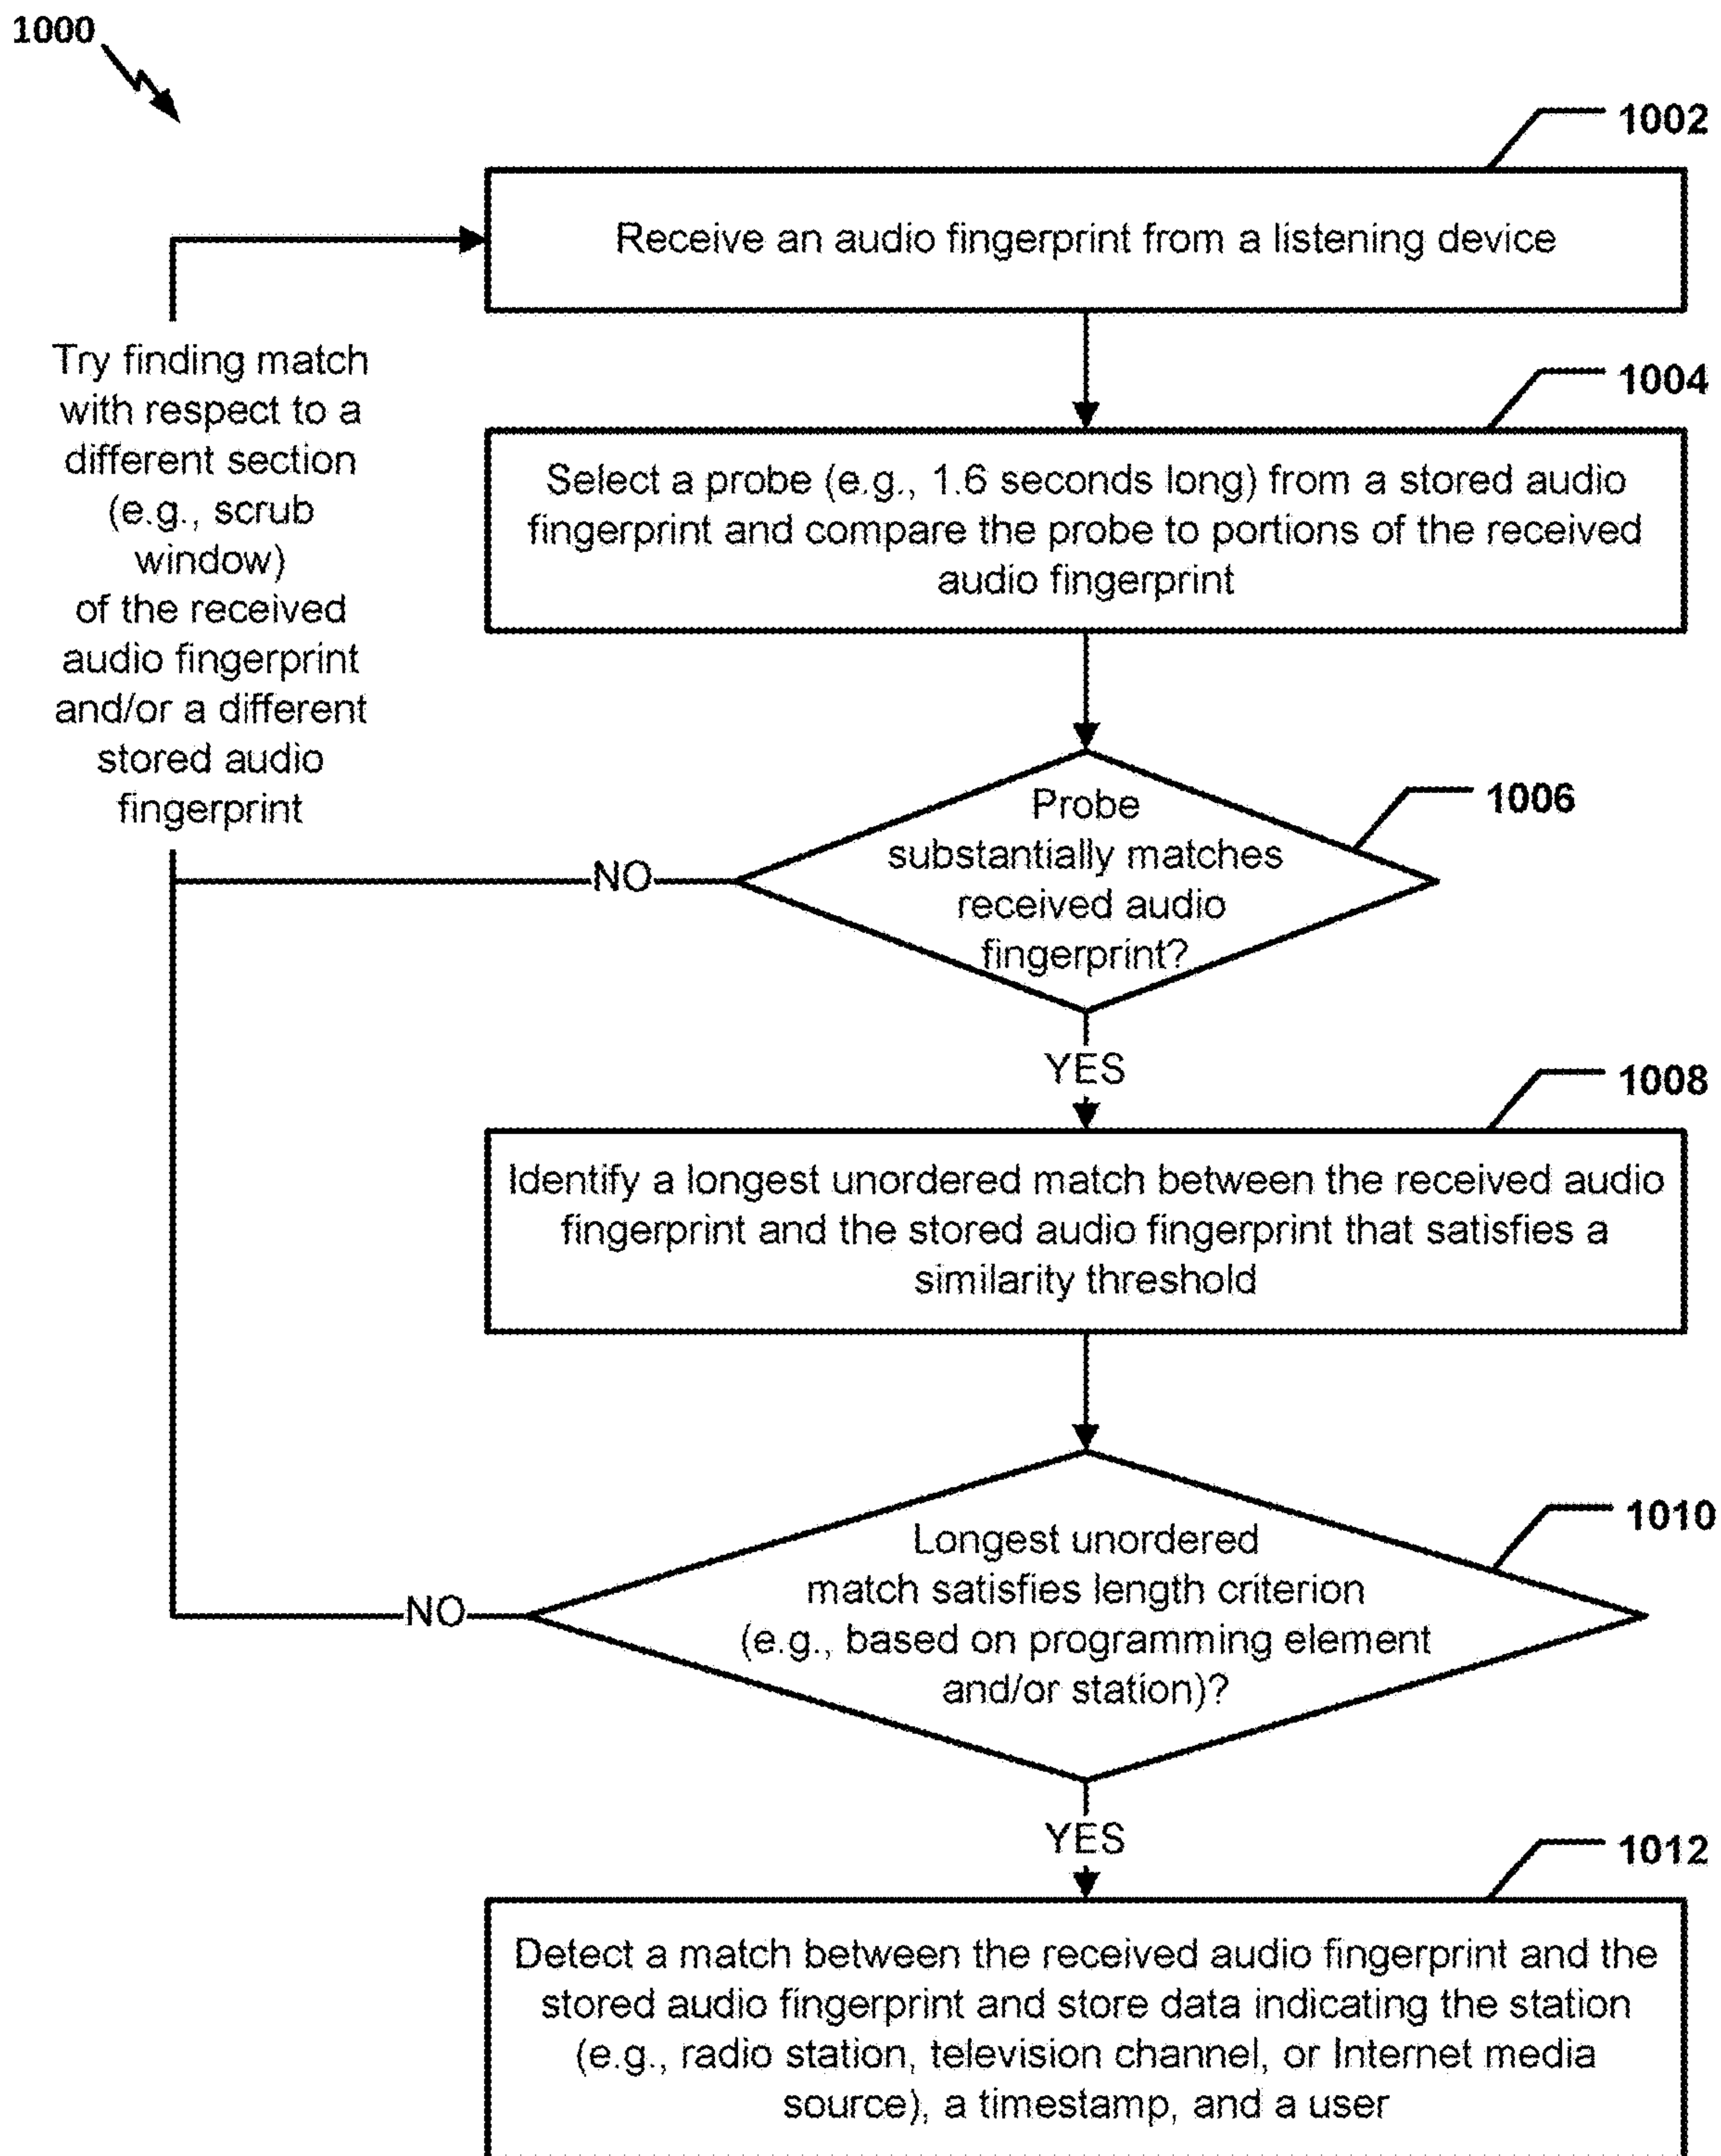 1000
1002
Receive an audio fingerprint from a listening device
1004
Select a probe (e.g., 1.6 seconds long) from a stored audio
fingerprint and compare the probe to portions of the received
audio fingerprint
Try finding match
with respect to a
different section
(e.g., scrub
window)
of the received
audio fingerprint
and/or a different
stored audio
fingerprint
1006
Probe
substantially matches
received audio
fingerprint?
NO
YES
1008
Identify a longest unordered match between the received audio
fingerprint and the stored audio fingerprint that satisfies a
similarity threshold
1010
Longest unordered
match satisfies length criterion
(e.g., based on programming element
and/or station)?
NO
YES
1012
Detect a match between the received audio fingerprint and the
stored audio fingerprint and store data indicating the station
(e.g., radio station, television channel, or Internet media
source), a timestamp, and a user